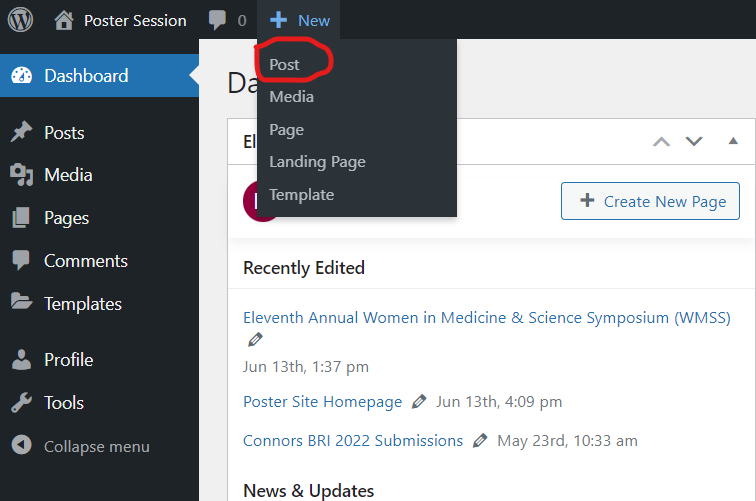 Poster Session 0 New
Dashboard
Posts
Media
Pages
Comments
Templates
Profile
Tools
Collapse menu
Post
Media
Page
Landing Page
Template
Da
El
Create New Page
Recently Edited
Eleventh Annual Women in Medicine & Science Symposium (WMSS)
Jun 13th, 1:37 pm
Poster Site Homepage Jun 13th, 4:09 pm
Connors BRI 2022 Submissions May 23rd, 10:33 am
News & Updates